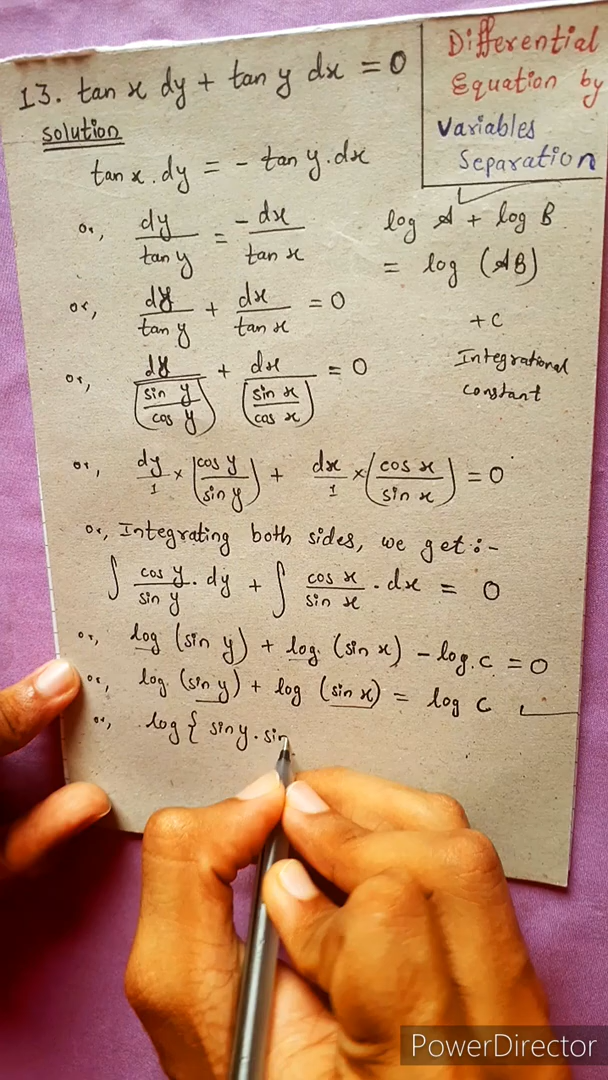 13. tan x dy + tan y dx = 0
Differential
Equation by
Variables
Separation
solution
tan x . dy = - tan y . dx
or, dy/tan y = -dx/tan x
log A + log B
= log (AB)
or, dy/tan y + dx/tan x = 0
+ c
Integrational
constant
or, dy/(sin y/cos y) + dx/(sin x/cos x) = 0
or, dy/1 × (cos y/sin y) + dx/1 × (cos x/sin x) = 0
or, Integrating both sides, we get :-
∫ cos y/sin y . dy + ∫ cos x/sin x . dx = 0
or, log (sin y) + log (sin x) - log. c = 0
or, log (sin y) + log (sin x) = log c
or, log { sin y . sin
PowerDirector